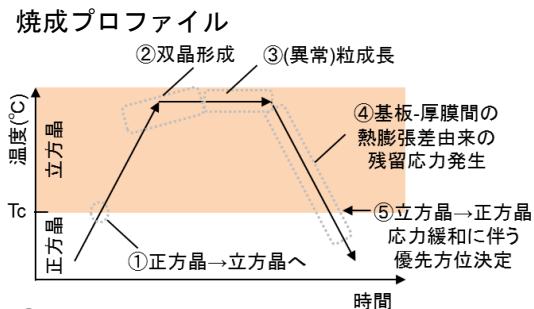 焼成プロファイル
②双晶形成
③(異常)粒成長
④基板-厚膜間の
熱膨張差由来の
残留応力発生
温度(℃)
立方晶
Tc
正方晶
①正方晶→立方晶へ
⑤立方晶→正方晶
応力緩和に伴う
優先方位決定
時間